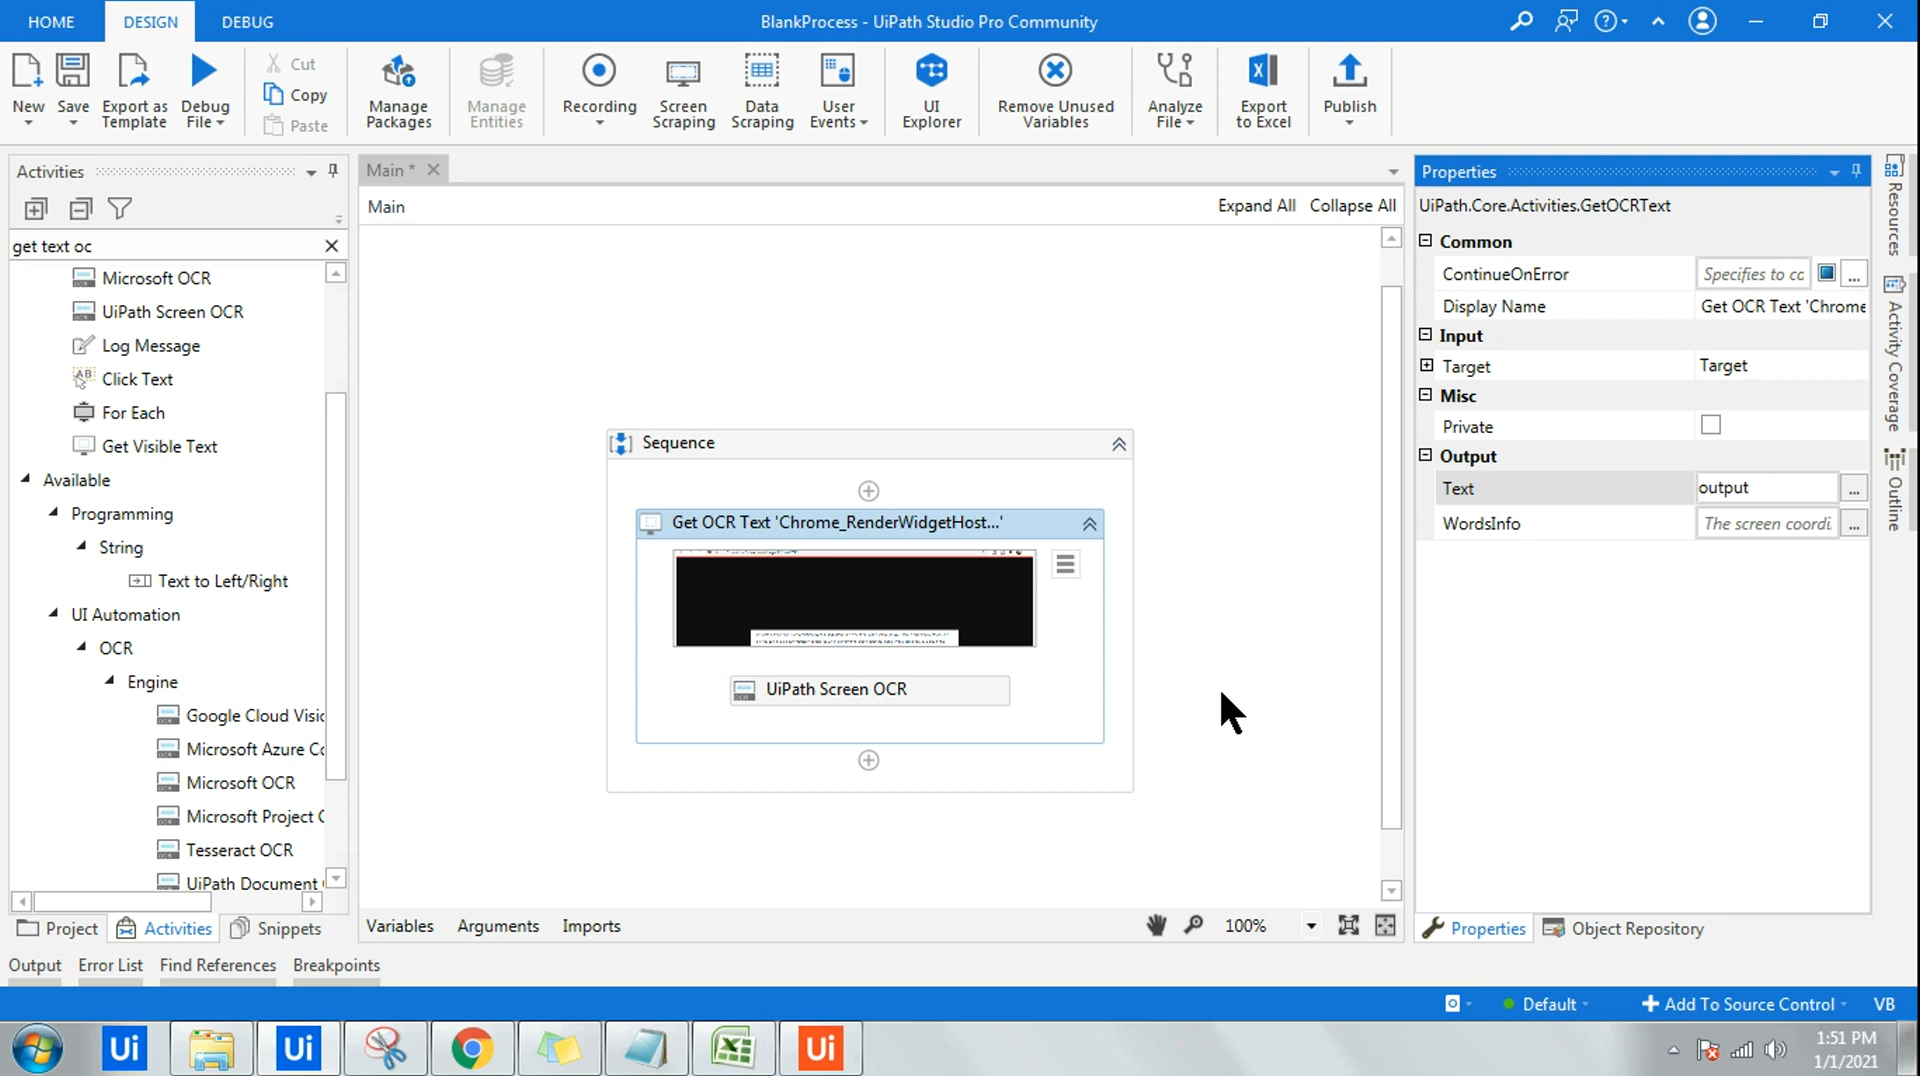 HOME
DESIGN
DEBUG
BlankProcess - UiPath Studio Pro Community
New
Save
Export as Template
Debug File
Cut
Copy
Paste
Manage Packages
Manage Entities
Recording
Screen Scraping
Data Scraping
User Events
UI Explorer
Remove Unused Variables
Analyze File
Export to Excel
Publish
Activities
get text oc
Microsoft OCR
UiPath Screen OCR
Log Message
Click Text
For Each
Get Visible Text
Available
Programming
String
Text to Left/Right
UI Automation
OCR
Engine
Google Cloud Visic
Microsoft Azure Co
Microsoft OCR
Microsoft Project C
Tesseract OCR
UiPath Document
Project
Activities
Snippets
Main *
Main
Expand All
Collapse All
Sequence
Get OCR Text 'Chrome_RenderWidgetHost...'
UiPath Screen OCR
Variables
Arguments
Imports
100%
Properties
UiPath.Core.Activities.GetOCRText
Common
ContinueOnError
Specifies to cc
...
Display Name
Get OCR Text 'Chrome
Input
Target
Target
Misc
Private
Output
Text
output
...
WordsInfo
The screen coordi.
...
Properties
Object Repository
Resources
Activity Coverage
Outline
Output
Error List
Find References
Breakpoints
Default
Add To Source Control
VB
Ui
Ui
Ui
1:51 PM
1/1/2021